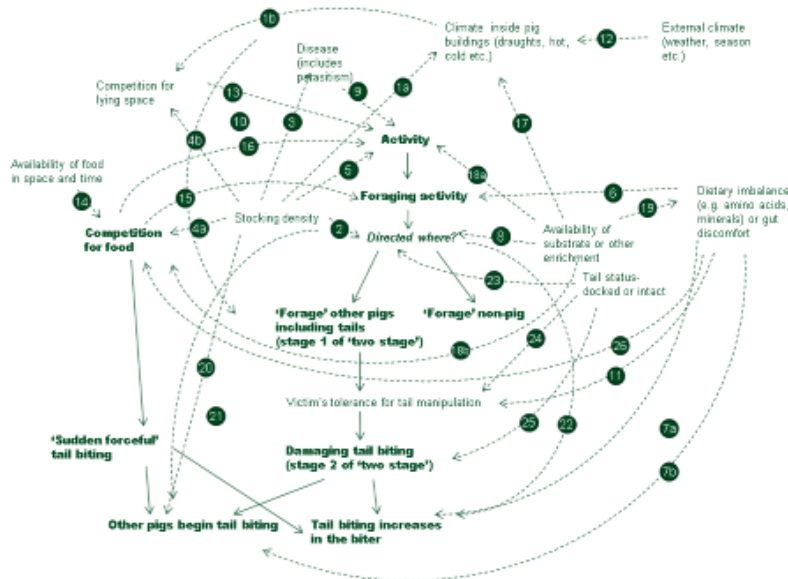 1b
Climate inside pig
buildings (draughts, hot,
cold etc.)
12
External climate
(weather, season
etc.)
Disease
(includes
parasitism)
Competition for
lying space
13
9
1a
10
3
17
4b
16
Activity
Availability of food
in space and time
5
18a
14
15
Foraging activity
6
Dietary imbalance
(e.g. amino acids,
minerals) or gut
discomfort
19
Stocking density
4a
2
Competition
for food
Directed where?
8
Availability of
substrate or other
enrichment
23
Tail status-
docked or intact
'Forage' other pigs
including tails
(stage 1 of 'two stage')
'Forage' non-pig
18b
24
26
20
11
Victim's tolerance for tail manipulation
21
25
22
7a
'Sudden forceful'
tail biting
Damaging tail biting
(stage 2 of 'two stage')
7b
Other pigs begin tail biting
Tail biting increases
in the biter